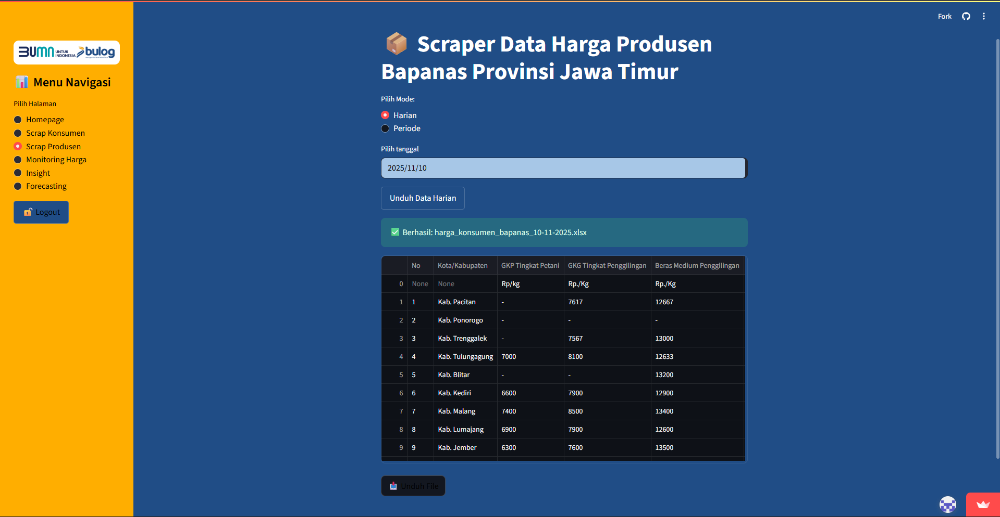 Fork
BUMN UNTUK INDONESIA bulog
Menu Navigasi
Pilih Halaman
Homepage
Scrap Konsumen
Scrap Produsen
Monitoring Harga
Insight
Forecasting
Logout
Scraper Data Harga Produsen
Bapanas Provinsi Jawa Timur
Pilih Mode:
Harian
Periode
Pilih tanggal
2025/11/10
Unduh Data Harian
Berhasil: harga_konsumen_bapanas_10-11-2025.xlsx
No Kota/Kabupaten GKP Tingkat Petani GKG Tingkat Penggilingan Beras Medium Penggilingan
0 None None Rp/kg Rp./Kg Rp./Kg
1 1 Kab. Pacitan - 7617 12667
2 2 Kab. Ponorogo - - -
3 3 Kab. Trenggalek - 7567 13000
4 4 Kab. Tulungagung 7000 8100 12633
5 5 Kab. Blitar - - 13200
6 6 Kab. Kediri 6600 7900 12900
7 7 Kab. Malang 7400 8500 13400
8 8 Kab. Lumajang 6900 7900 12600
9 9 Kab. Jember 6300 7600 13500
Unduh File